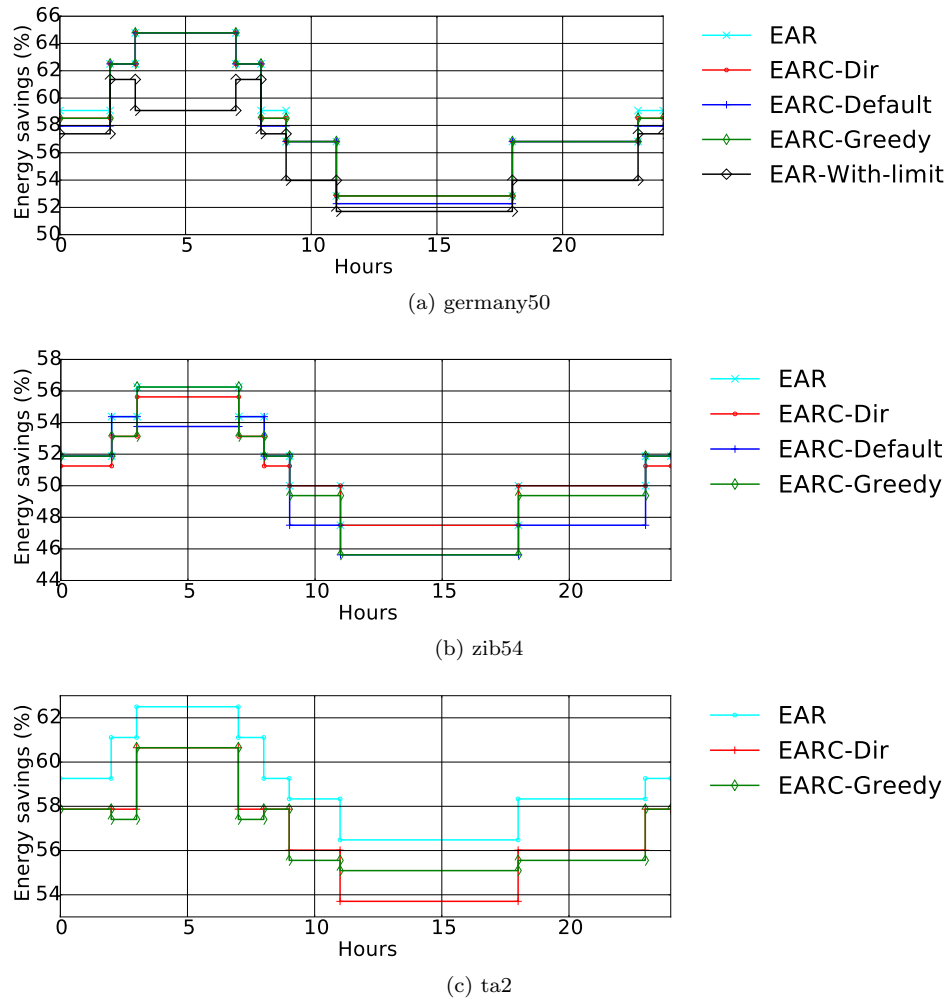 66
64
62
60
58
56
54
52
50
Energy savings (%)
0 5 10 15 20
Hours
EAR
EARC-Dir
EARC-Default
EARC-Greedy
EAR-With-limit
(a) germany50
58
56
54
52
50
48
46
44
Energy savings (%)
0 5 10 15 20
Hours
EAR
EARC-Dir
EARC-Default
EARC-Greedy
(b) zib54
62
60
58
56
54
Energy savings (%)
0 5 10 15 20
Hours
EAR
EARC-Dir
EARC-Greedy
(c) ta2